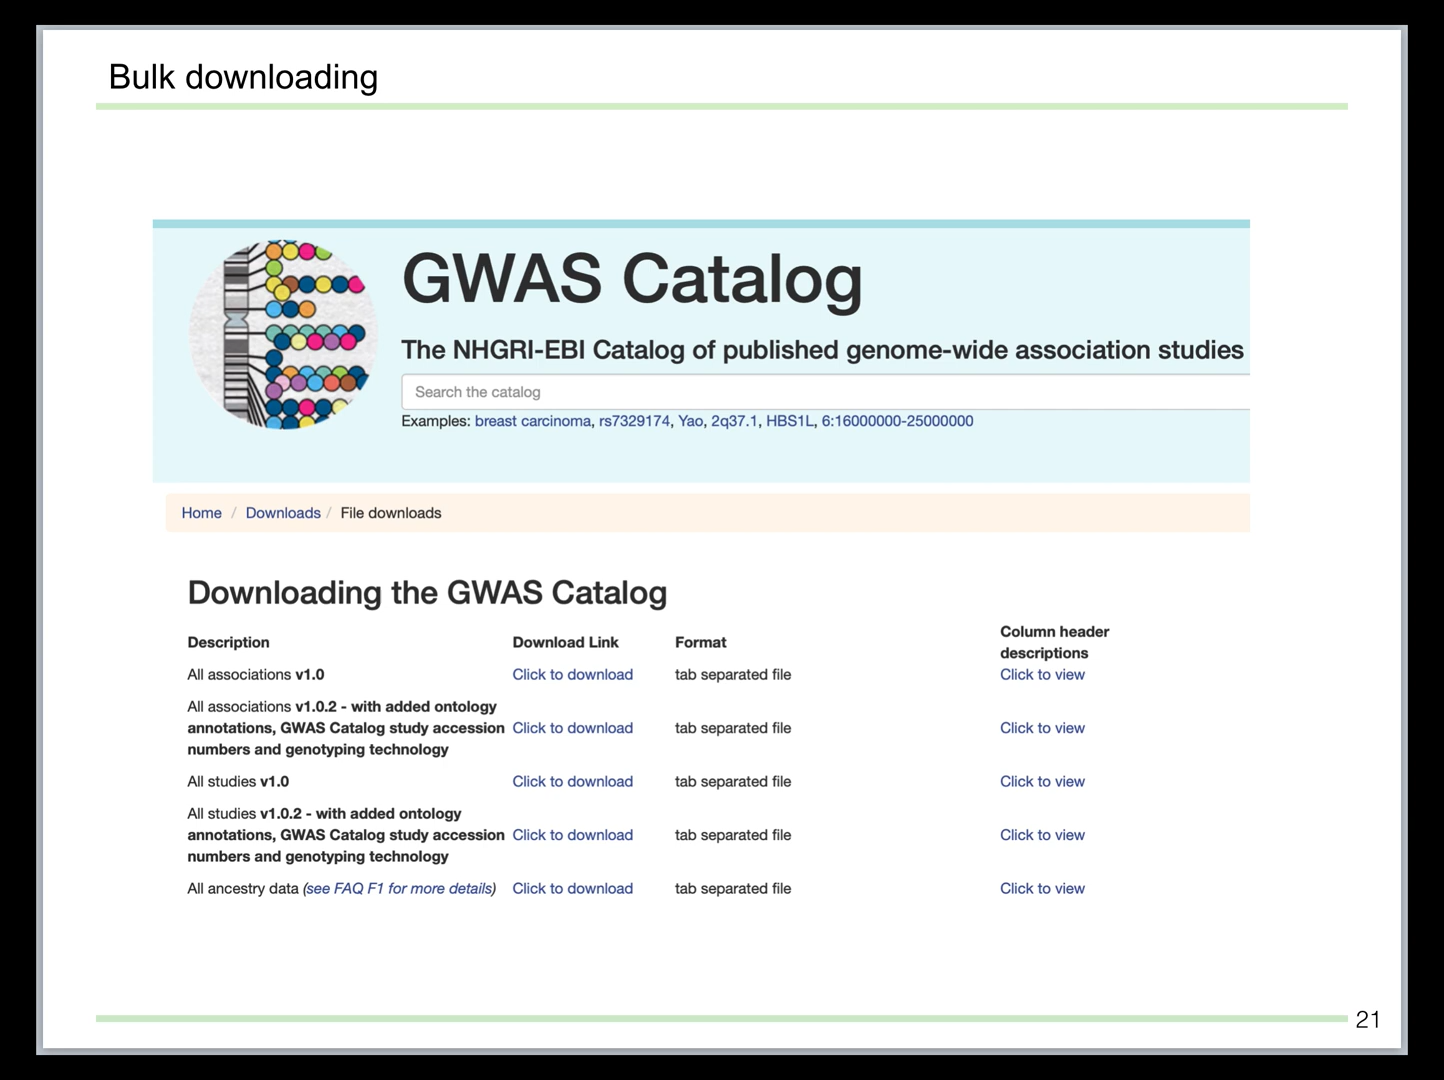 Bulk downloading
GWAS Catalog
The NHGRI-EBI Catalog of published genome-wide association studies
Search the catalog
Examples: breast carcinoma, rs7329174, Yao, 2q37.1, HBS1L, 6:16000000-25000000
Home / Downloads / File downloads
Downloading the GWAS Catalog
Description Download Link Format Column header
descriptions
All associations v1.0 Click to download tab separated file Click to view
All associations v1.0.2 - with added ontology
annotations, GWAS Catalog study accession Click to download tab separated file Click to view
numbers and genotyping technology
All studies v1.0 Click to download tab separated file Click to view
All studies v1.0.2 - with added ontology
annotations, GWAS Catalog study accession Click to download tab separated file Click to view
numbers and genotyping technology
All ancestry data (see FAQ F1 for more details) Click to download tab separated file Click to view
21